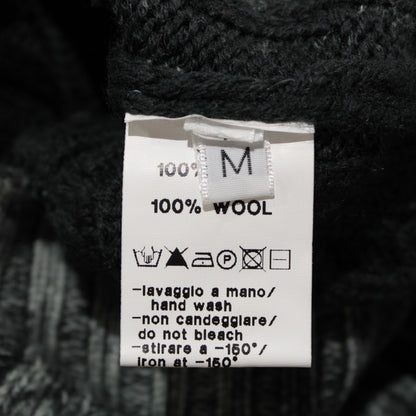 M
100%
100% WOOL
P
-lavaggio a mano/
hand wash
-non candeggiare/
do not bleach
-stirare a -150°/
iron at -150°